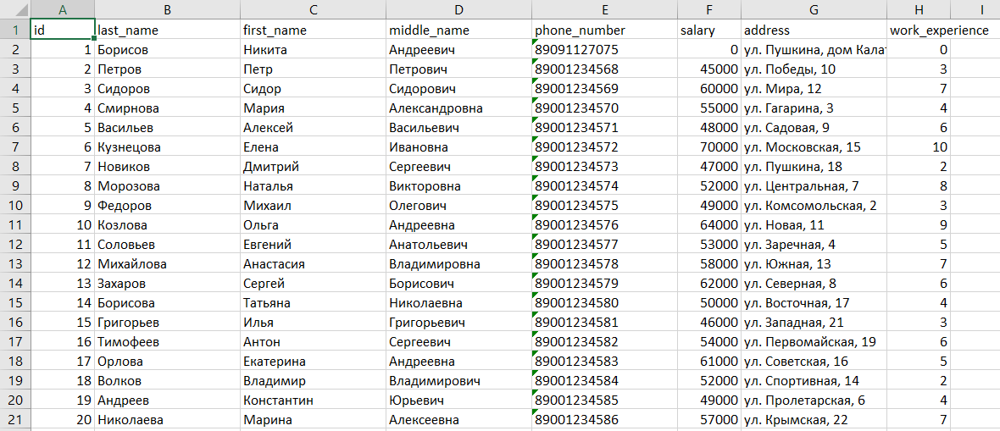 A B C D E F G H I
1 id last_name first_name middle_name phone_number salary address work_experience
2 1 Борисов Никита Андреевич 89091127075 0 ул. Пушкина, дом Кала 0
3 2 Петров Петр Петрович 89001234568 45000 ул. Победы, 10 3
4 3 Сидоров Сидор Сидорович 89001234569 60000 ул. Мира, 12 7
5 4 Смирнова Мария Александровна 89001234570 55000 ул. Гагарина, 3 4
6 5 Васильев Алексей Васильевич 89001234571 48000 ул. Садовая, 9 6
7 6 Кузнецова Елена Ивановна 89001234572 70000 ул. Московская, 15 10
8 7 Новиков Дмитрий Сергеевич 89001234573 47000 ул. Пушкина, 18 2
9 8 Морозова Наталья Викторовна 89001234574 52000 ул. Центральная, 7 8
10 9 Федоров Михаил Олегович 89001234575 49000 ул. Комсомольская, 2 3
11 10 Козлова Ольга Андреевна 89001234576 64000 ул. Новая, 11 9
12 11 Соловьев Евгений Анатольевич 89001234577 53000 ул. Заречная, 4 5
13 12 Михайлова Анастасия Владимировна 89001234578 58000 ул. Южная, 13 7
14 13 Захаров Сергей Борисович 89001234579 62000 ул. Северная, 8 6
15 14 Борисова Татьяна Николаевна 89001234580 50000 ул. Восточная, 17 4
16 15 Григорьев Илья Григорьевич 89001234581 46000 ул. Западная, 21 3
17 16 Тимофеев Антон Сергеевич 89001234582 54000 ул. Первомайская, 19 6
18 17 Орлова Екатерина Андреевна 89001234583 61000 ул. Советская, 16 5
19 18 Волков Владимир Владимирович 89001234584 52000 ул. Спортивная, 14 2
20 19 Андреев Константин Юрьевич 89001234585 49000 ул. Пролетарская, 6 4
21 20 Николаева Марина Алексеевна 89001234586 57000 ул. Крымская, 22 7